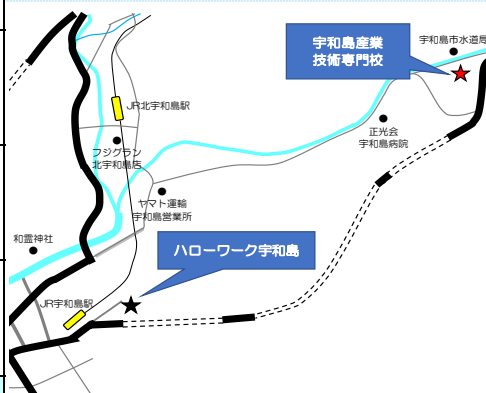 宇和島産業
技術専門校
宇和島市水道局
JR北宇和島駅
正光会
宇和島病院
フジグラン
北宇和島店
ヤマト運輸
宇和島営業所
和霊神社
ハローワーク宇和島
JR宇和島駅